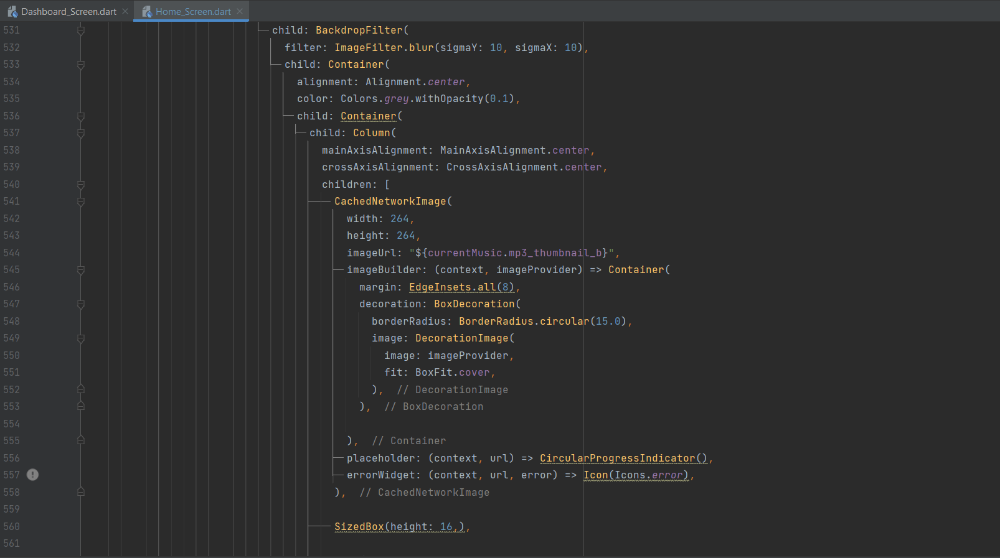 Dashboard_Screen.dart Home_Screen.dart
531 child: BackdropFilter(
532 filter: ImageFilter.blur(sigmaY: 10, sigmaX: 10),
533 child: Container(
534 alignment: Alignment.center,
535 color: Colors.grey.withOpacity(0.1),
536 child: Container(
537 child: Column(
538 mainAxisAlignment: MainAxisAlignment.center,
539 crossAxisAlignment: CrossAxisAlignment.center,
540 children: [
541 CachedNetworkImage(
542 width: 264,
543 height: 264,
544 imageUrl: "${currentMusic.mp3_thumbnail_b}",
545 imageBuilder: (context, imageProvider) => Container(
546 margin: EdgeInsets.all(8),
547 decoration: BoxDecoration(
548 borderRadius: BorderRadius.circular(15.0),
549 image: DecorationImage(
550 image: imageProvider,
551 fit: BoxFit.cover,
552 ), // DecorationImage
553 ), // BoxDecoration
554
555 ), // Container
556 placeholder: (context, url) => CircularProgressIndicator(),
557 errorWidget: (context, url, error) => Icon(Icons.error),
558 ), // CachedNetworkImage
559
560 SizedBox(height: 16,),
561